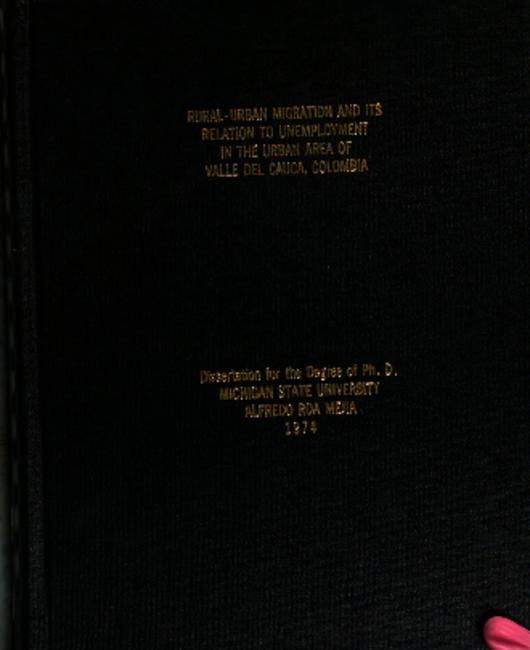 RURAL-URBAN MIGRATION AND ITS
RELATION TO UNEMPLOYMENT
IN THE URBAN AREA OF
VALLE DEL CAUCA, COLOMBIA
Dissertation for the Degree of Ph. D.
MICHIGAN STATE UNIVERSITY
ALFREDO ROA MEJIA
1974